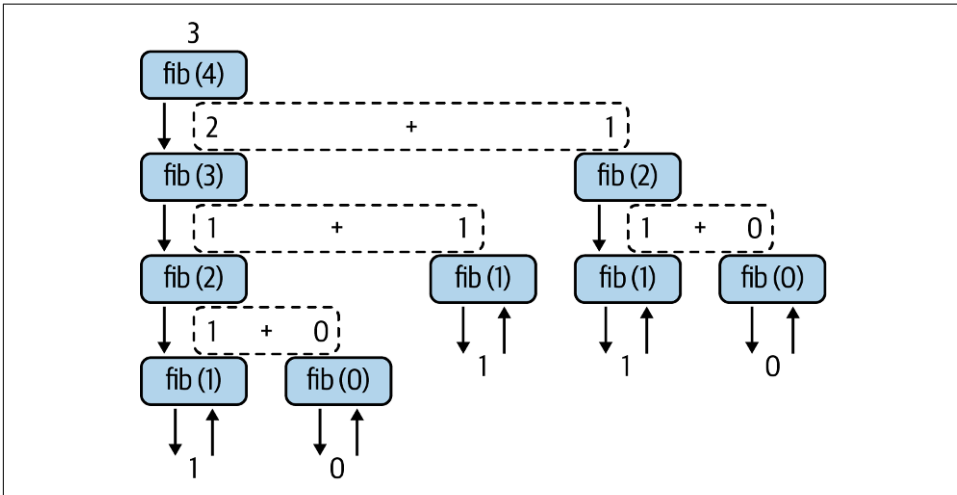 3
fib (4)
2 + 1
fib (3) fib (2)
1 + 1 1 + 0
fib (2) fib (1) fib (1) fib (0)
1 + 0 1 1 0
fib (1) fib (0)
1 0